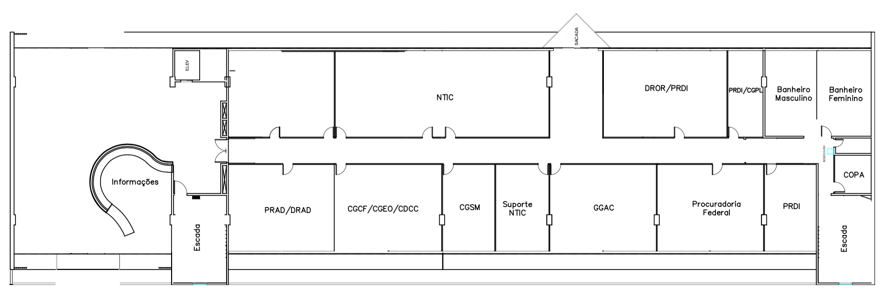 SACADA
ELEV
NTIC
DROR/PRDI
PRDI/CGPL
Banheiro
Masculino
Banheiro
Feminino
Informações
COPA
PRAD/DRAD
CGCF/CGEO/CDCC
CGSM
Suporte
NTIC
GGAC
Procuradoria
Federal
PRDI
Escada
Escada